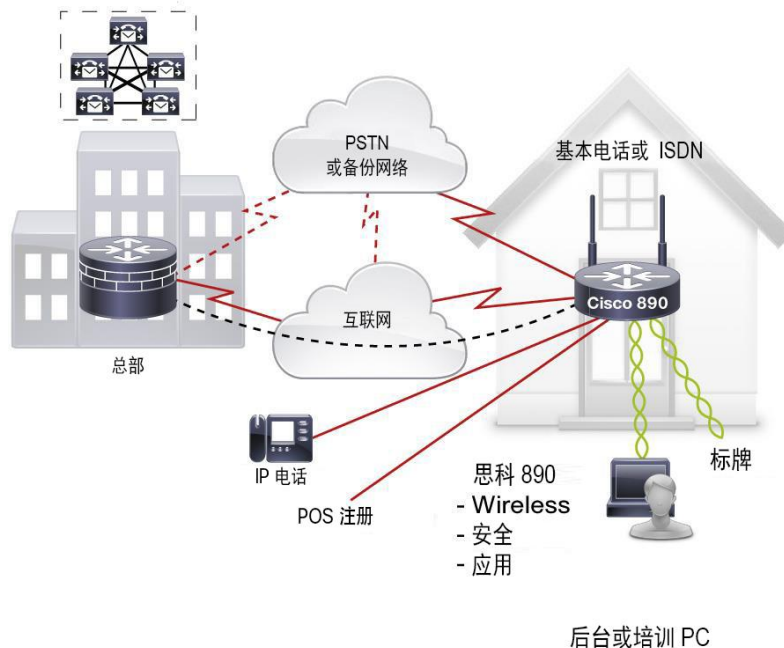 PSTN
或备份网络
基本电话或 ISDN
Cisco 890
互联网
总部
IP 电话
POS 注册
思科 890
- Wireless
- 安全
- 应用
标牌
后台或培训 PC